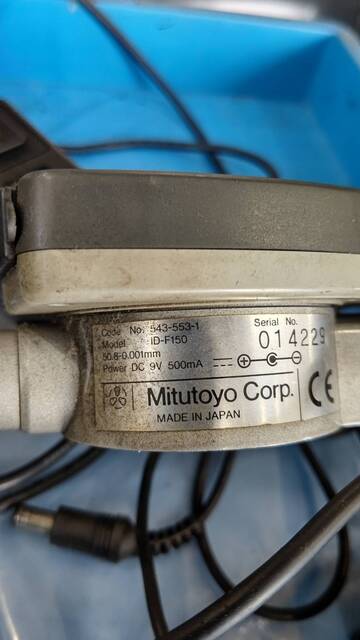 Code No. 543-553-1
Serial No.
Model ID-F150
014229
50.8-0.001mm
Power DC 9V 500mA
Mitutoyo Corp.
CE
MADE IN JAPAN